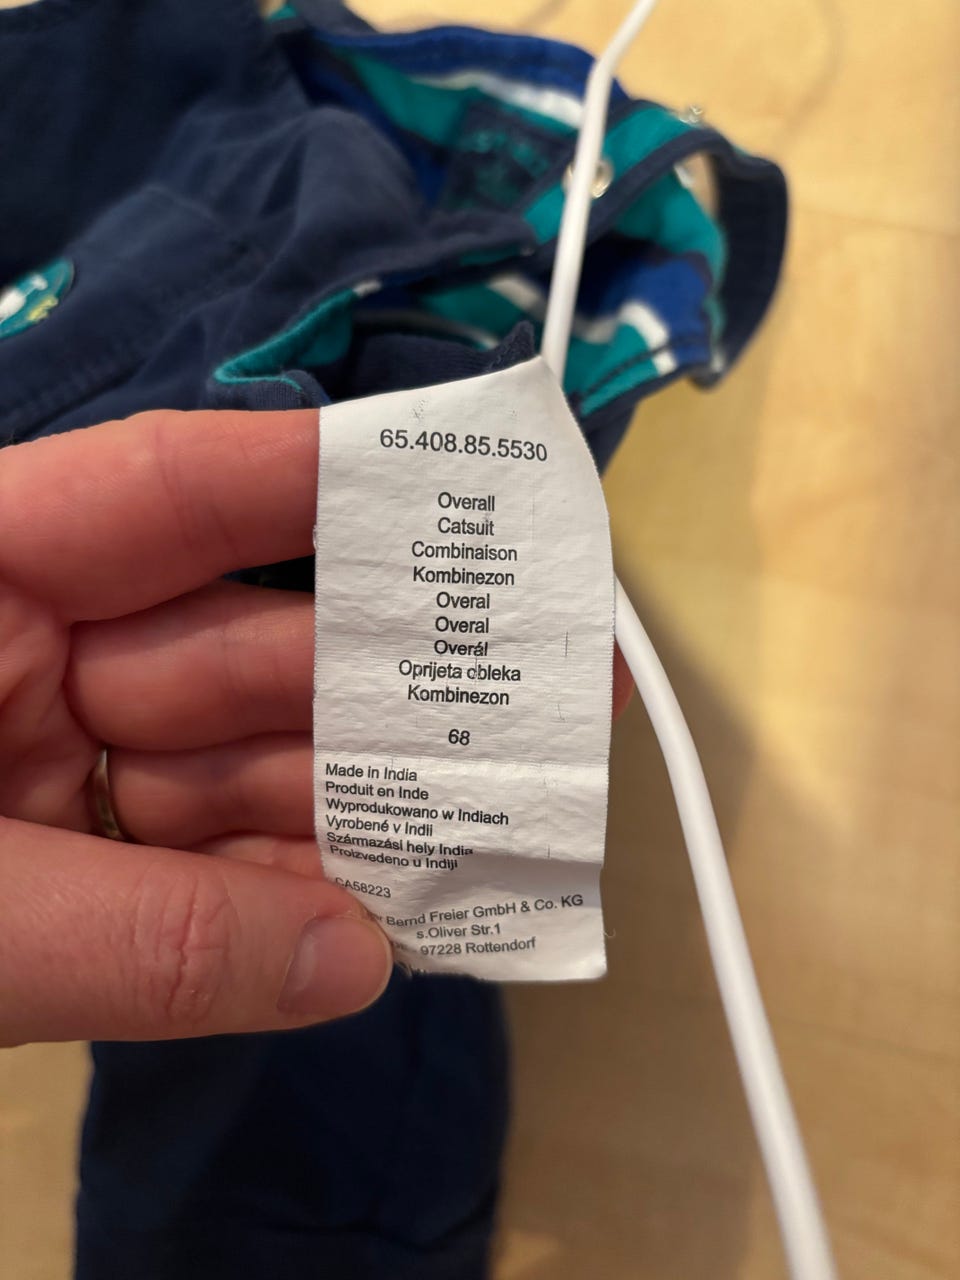 65.408.85.5530
Overall
Catsuit
Combinaison
Kombinezon
Overal
Overal
Overál
Oprijeta obleka
Kombinezon
68
Made in India
Produit en Inde
Wyprodukowano w Indiach
Vyrobené v Indii
Származási hely India
Proizvedeno u Indiji
CA58223
Bernd Freier GmbH & Co. KG
s.Oliver Str.1
- 97228 Rottendorf